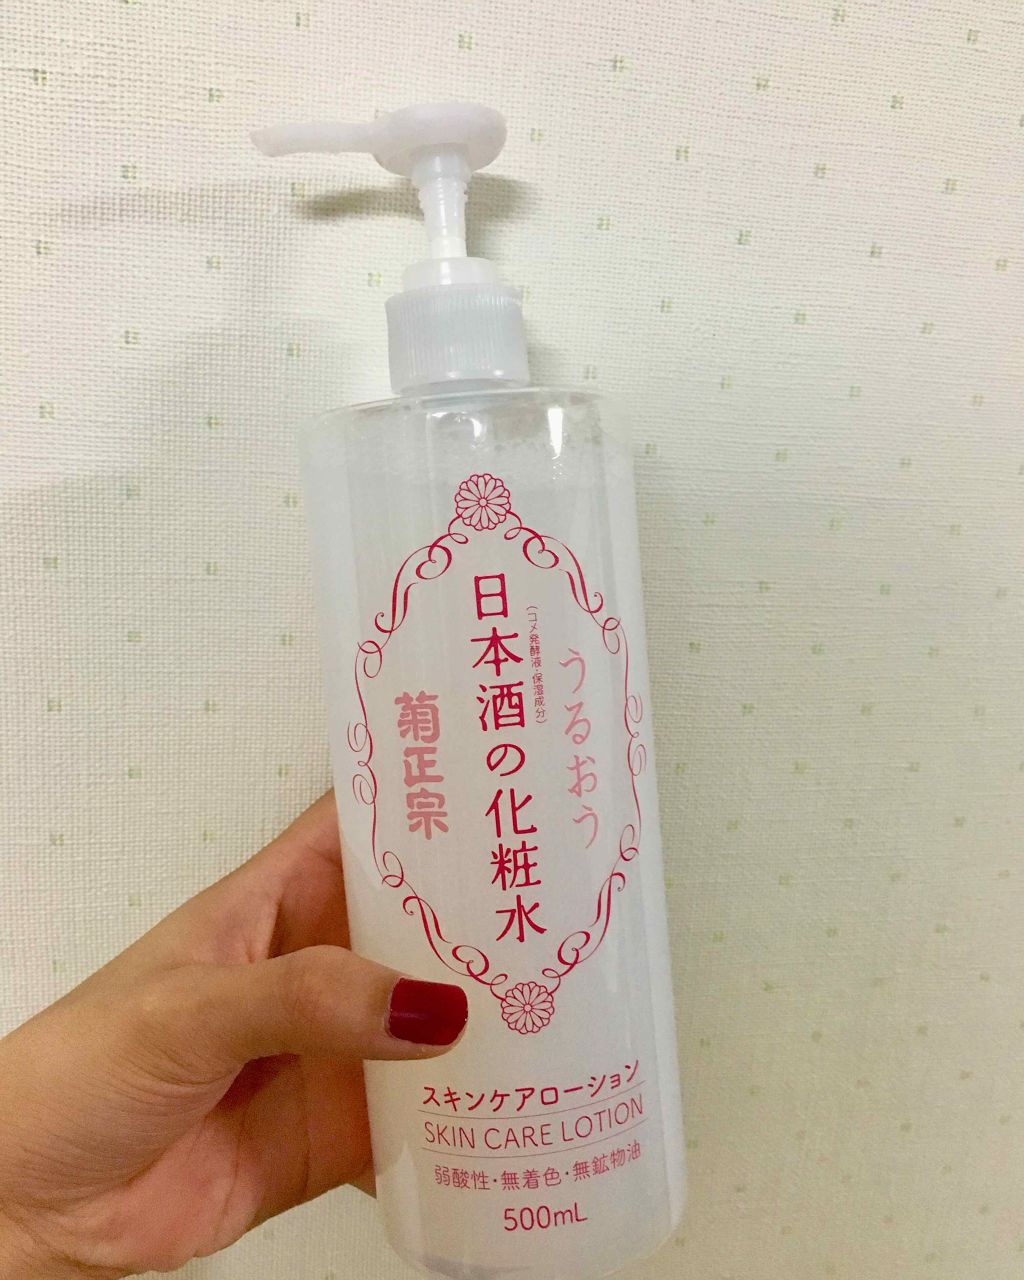 うるおう
(コメ発酵液・保湿成分)
日本酒の化粧水
菊正宗
スキンケアローション
SKIN CARE LOTION
弱酸性・無着色・無鉱物油
500mL